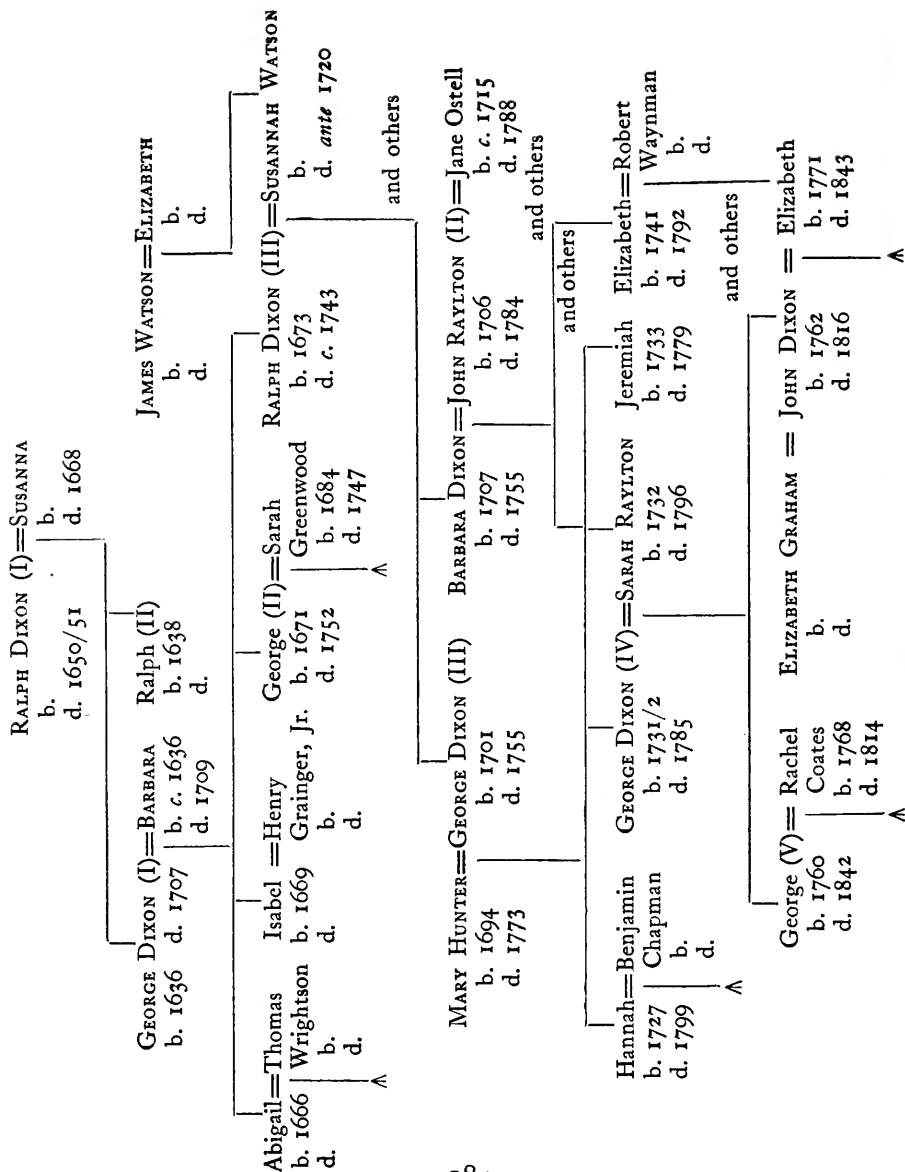 RALPH DIXON (I)=SUSANNA
b. b.
d. 1650/51 d. 1668
GEORGE DIXON (I)=BARBARA Ralph (II)
b. 1636 d. 1707 b. c. 1636 b. 1638
d. 1709 d.
JAMES WATSON=ELIZABETH
b. b.
d. d.
Abigail=Thomas Isabel =Henry George (II)=Sarah RALPH DIXON (III)=SUSANNAH WATSON
b. 1666 Wrightson b. 1669 Grainger, Jr. b. 1671 Greenwood b. 1673 b.
d. b. d. b. d. 1752 b. 1684 d. c. 1743 d. ante 1720
d. d. d. 1747
and others
MARY HUNTER=GEORGE DIXON (III) BARBARA DIXON=JOHN RAYLTON (II)=Jane Ostell
b. 1694 b. 1701 b. 1707 b. 1706 b. c. 1715
d. 1773 d. 1755 d. 1755 d. 1784 d. 1788
and others
and others
Hannah=Benjamin GEORGE DIXON (IV)=SARAH RAYLTON Jeremiah Elizabeth=Robert
b. 1727 Chapman b. 1731/2 b. 1732 b. 1733 b. 1741 Waynman
d. 1799 b. d. 1785 d. 1796 d. 1779 d. 1792 b.
d. d.
and others
George (V)= Rachel ELIZABETH GRAHAM = JOHN DIXON = Elizabeth
b. 1760 Coates b. b. 1762 b. 1771
d. 1842 b. 1768 d. d. 1816 d. 1843
d. 1814